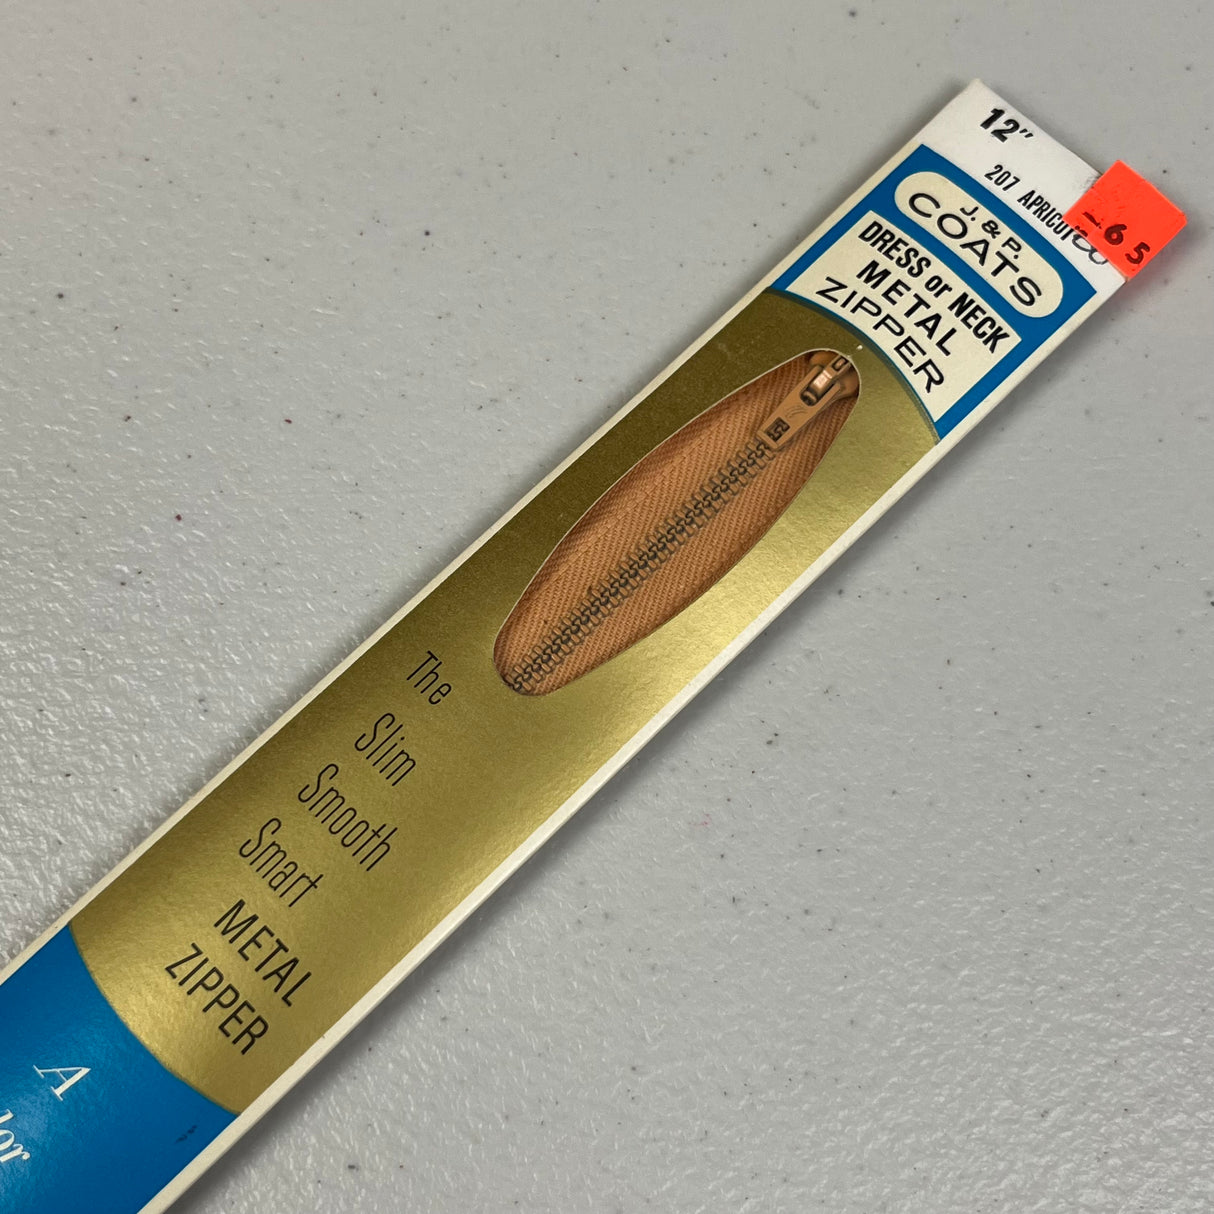 12"
207 APRICOT
.65
J. & P.
COATS
DRESS or NECK
METAL
ZIPPER
The
Slim
Smooth
Smart
METAL
ZIPPER
A